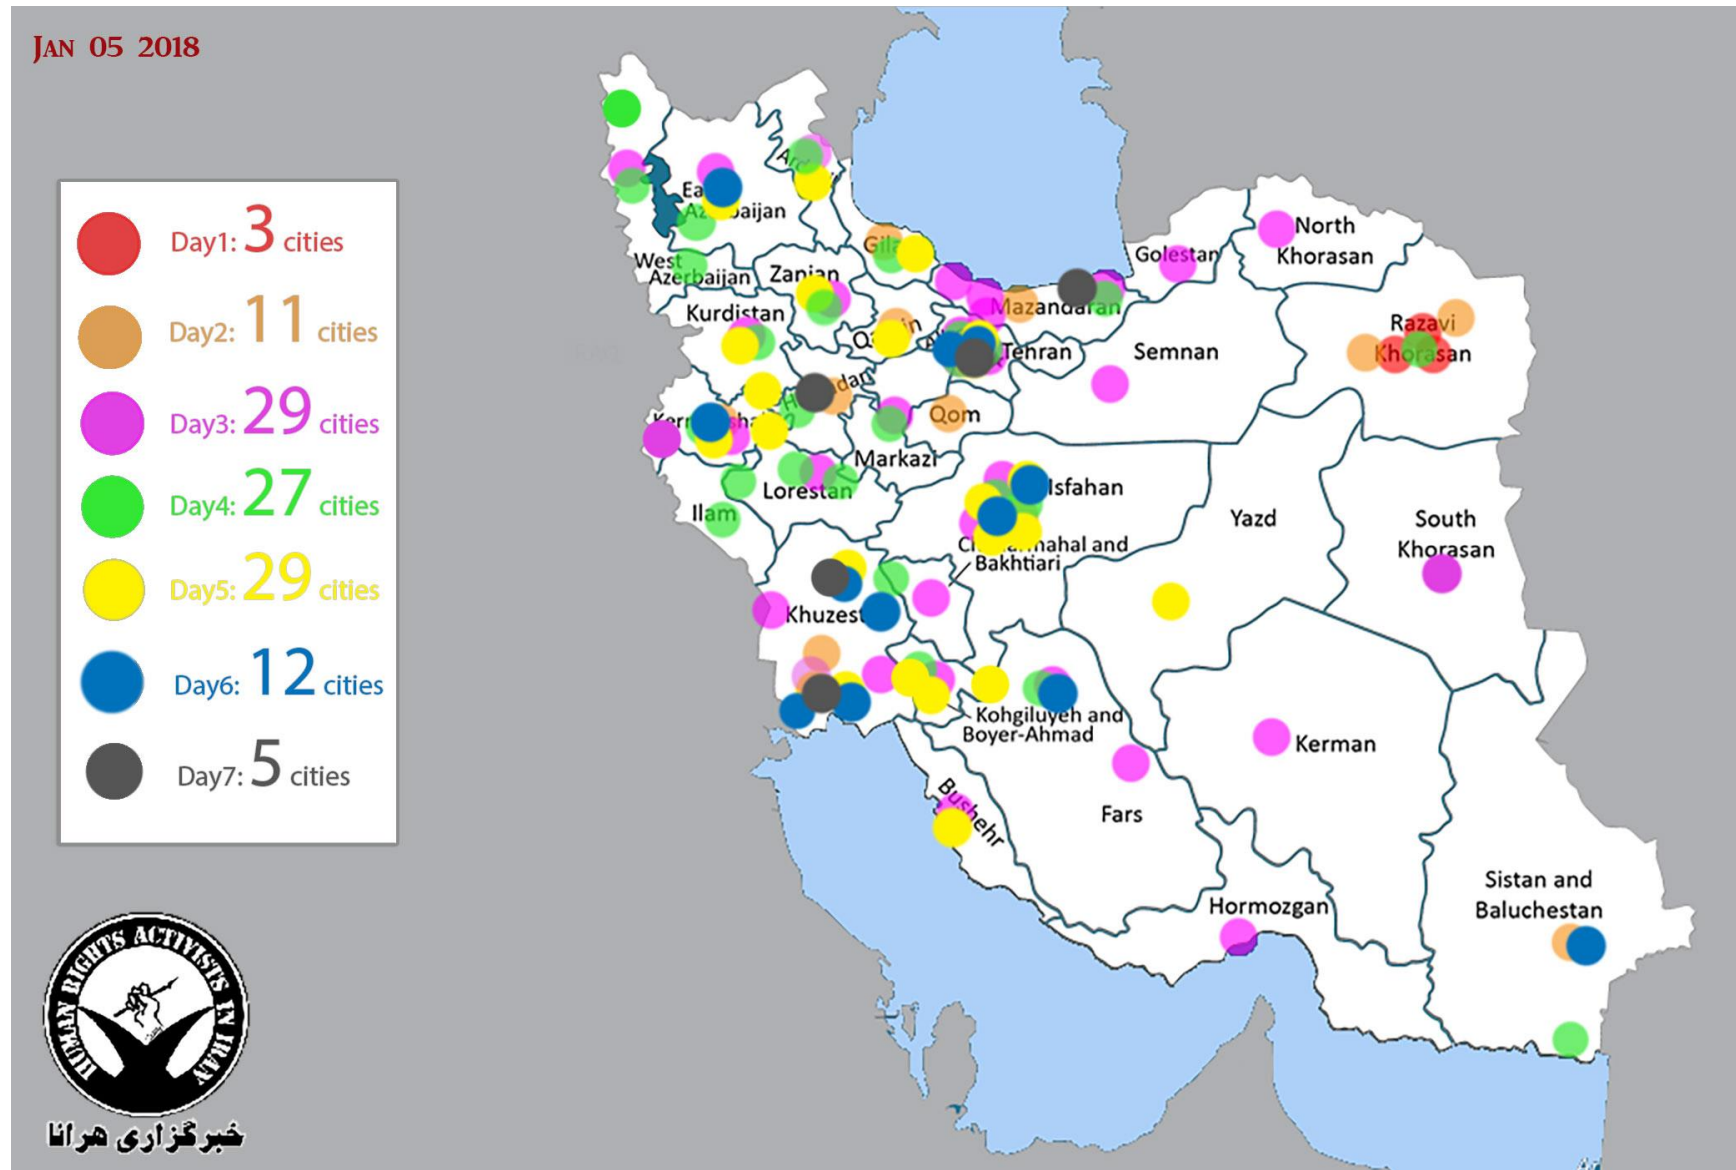 JAN 05 2018
Day1: 3 cities
Day2: 11 cities
Day3: 29 cities
Day4: 27 cities
Day5: 29 cities
Day6: 12 cities
Day7: 5 cities
HUMAN RIGHTS ACTIVISTS IN IRAN
خبرگزاری هرانا
Azerbaijan
West
Azerbaijan
Zanjan
Kurdistan
Mazandaran
Golestan
North
Khorasan
Razavi
Khorasan
Tehran
Semnan
Qom
Markazi
Lorestan
Ilam
Isfahan
Yazd
South
Khorasan
Bakhtiari
Kohgiluyeh and
Boyer-Ahmad
Kerman
Bushehr
Fars
Hormozgan
Sistan and
Baluchestan